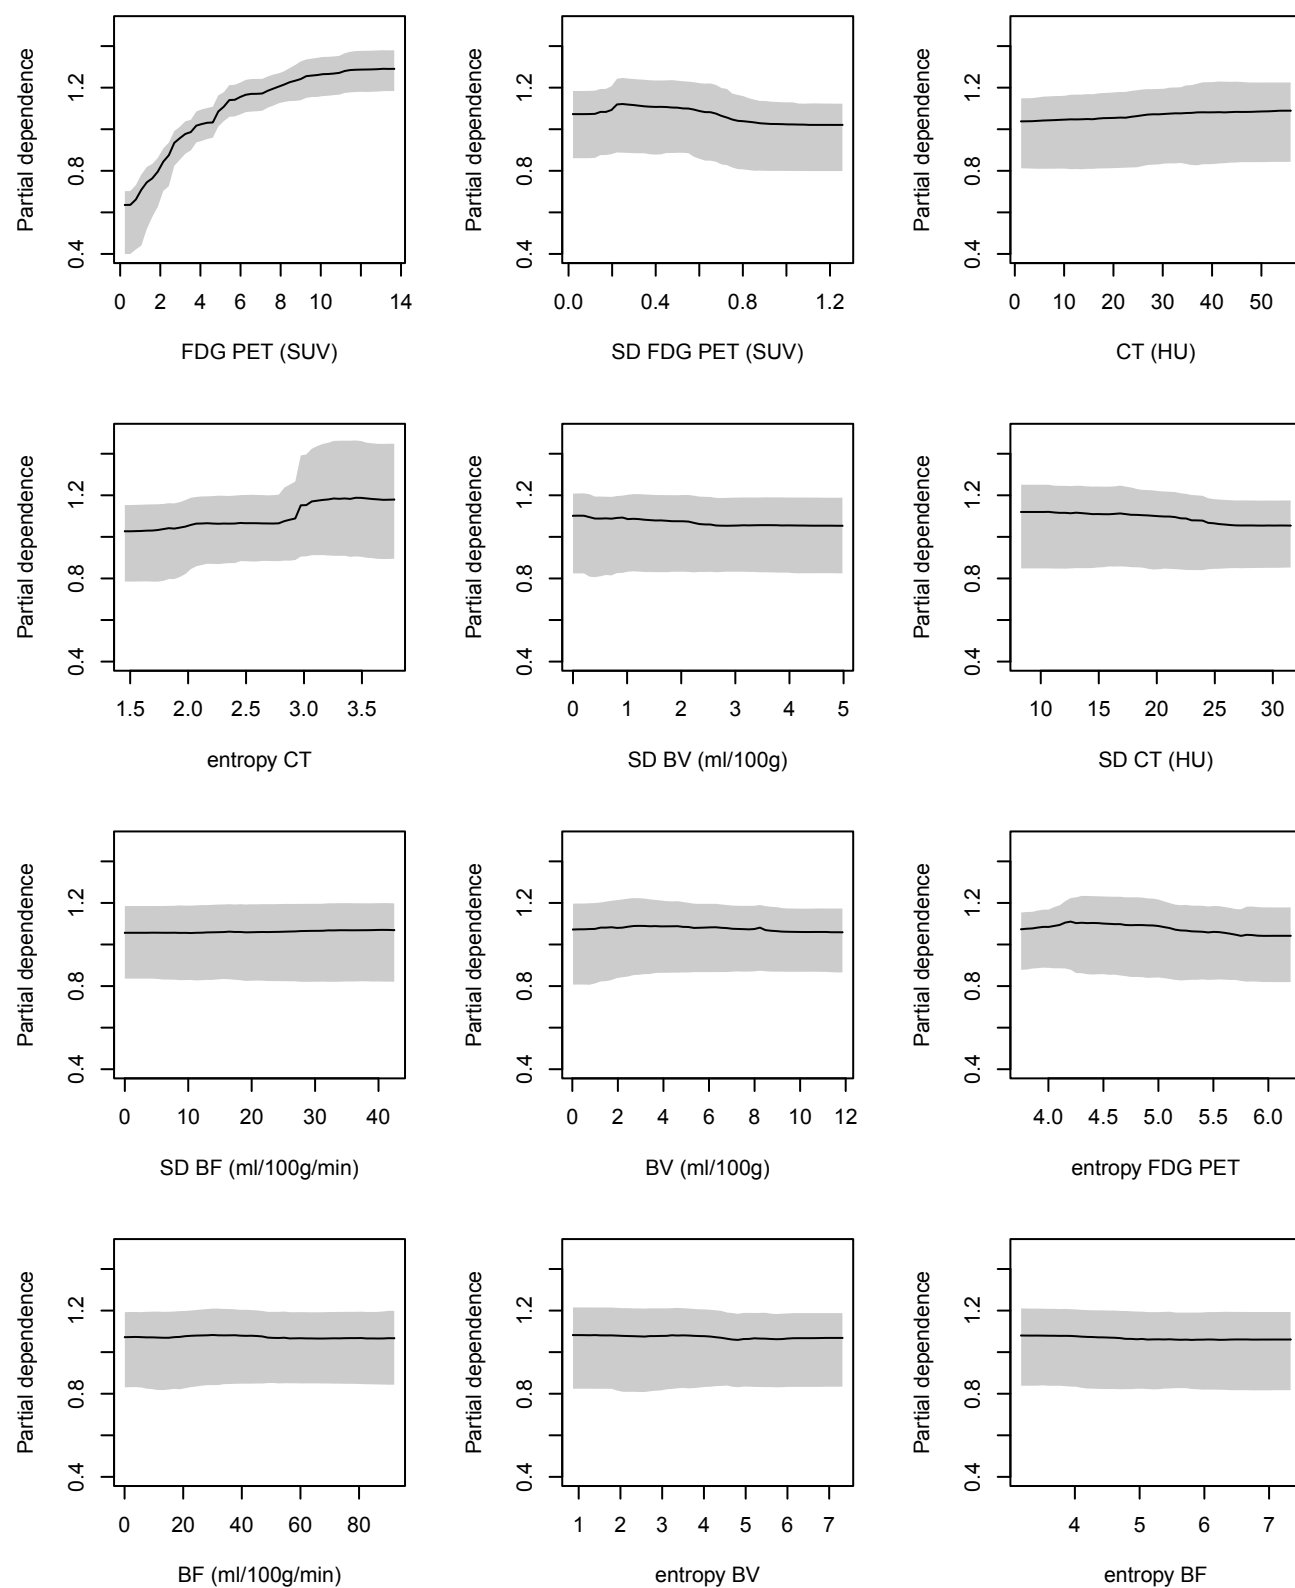 Partial dependence
0.4 0.8 1.2
0 2 4 6 8 10 14
FDG PET (SUV)
Partial dependence
0.4 0.8 1.2
0.0 0.4 0.8 1.2
SD FDG PET (SUV)
Partial dependence
0.4 0.8 1.2
0 10 20 30 40 50
CT (HU)
Partial dependence
0.4 0.8 1.2
1.5 2.0 2.5 3.0 3.5
entropy CT
Partial dependence
0.4 0.8 1.2
0 1 2 3 4 5
SD BV (ml/100g)
Partial dependence
0.4 0.8 1.2
10 15 20 25 30
SD CT (HU)
Partial dependence
0.4 0.8 1.2
0 10 20 30 40
SD BF (ml/100g/min)
Partial dependence
0.4 0.8 1.2
0 2 4 6 8 10 12
BV (ml/100g)
Partial dependence
0.4 0.8 1.2
4.0 4.5 5.0 5.5 6.0
entropy FDG PET
Partial dependence
0.4 0.8 1.2
0 20 40 60 80
BF (ml/100g/min)
Partial dependence
0.4 0.8 1.2
1 2 3 4 5 6 7
entropy BV
Partial dependence
0.4 0.8 1.2
4 5 6 7
entropy BF